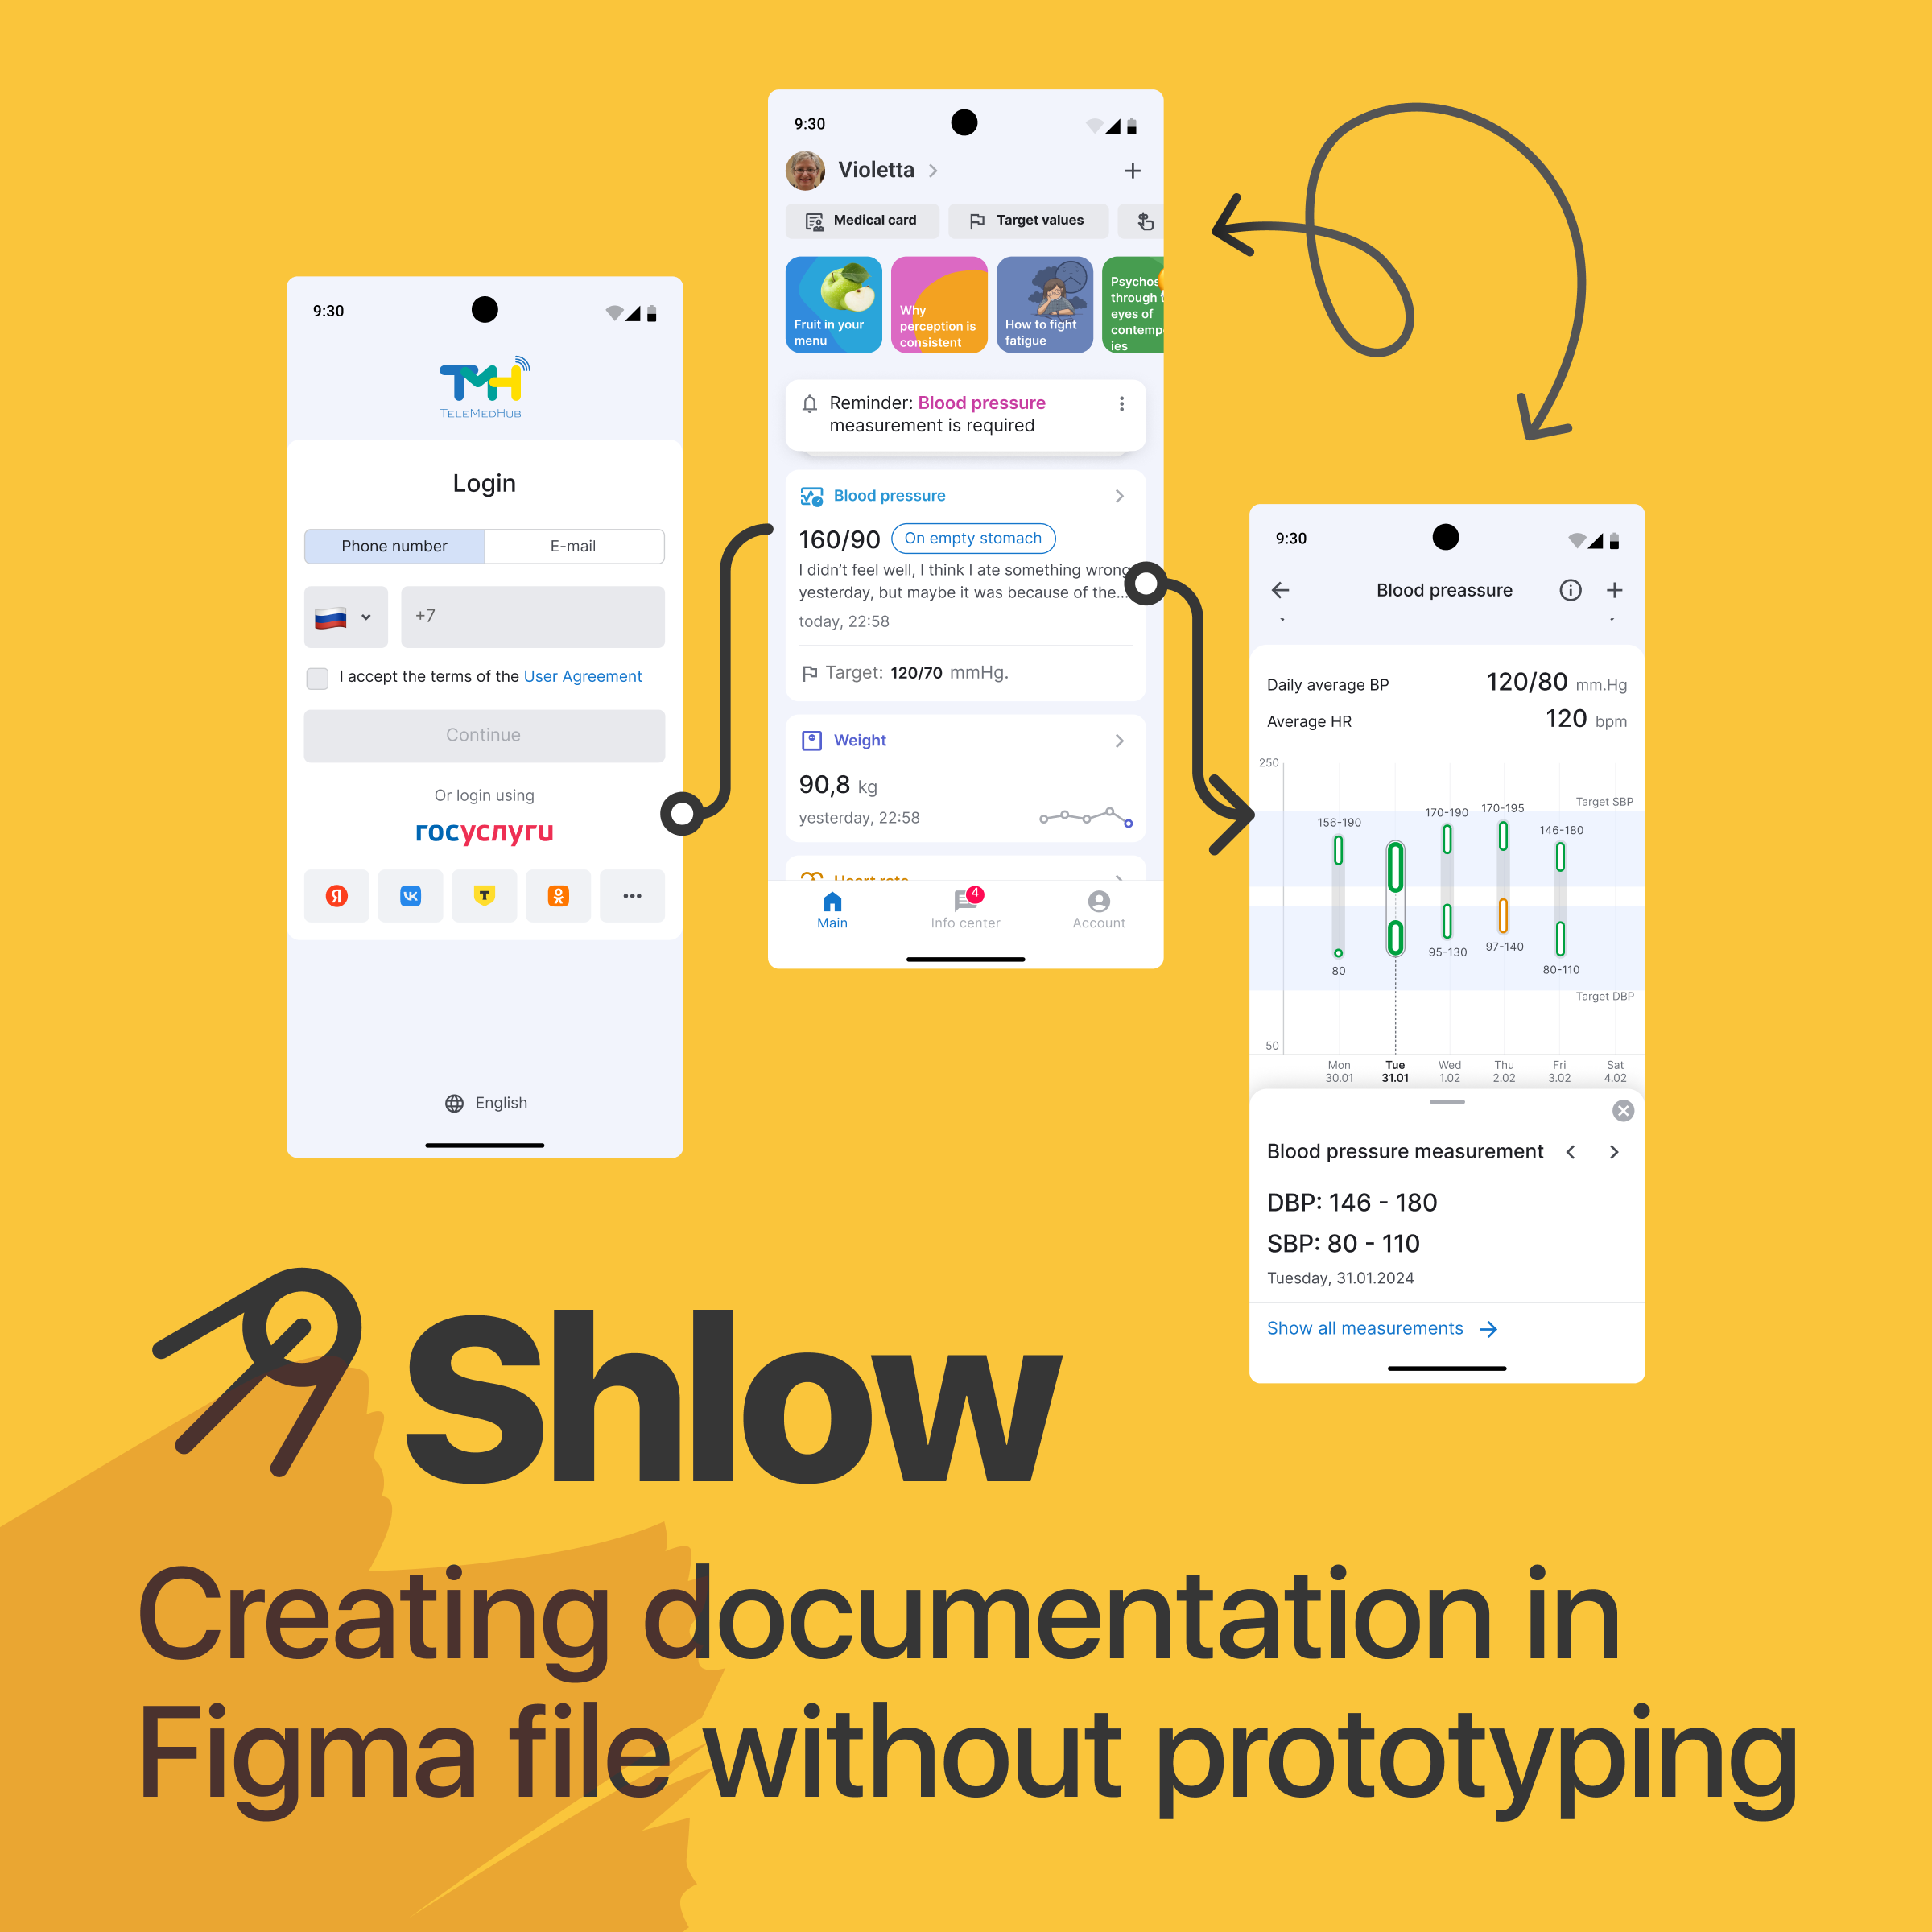 9:30
TELEMEDHUB
Login
Phone number E-mail
+7
I accept the terms of the User Agreement
Continue
Or login using
госуслуги
Я VK T
English
9:30
Violetta
Medical card Target values
Fruit in your
menu
Why
perception is
consistent
How to fight
fatigue
through
eyes of
ies
Reminder: Blood pressure
measurement is required
Blood pressure
160/90 On empty stomach
I didn’t feel well, I think I ate something wrong
yesterday, but maybe it was because of the...
today, 22:58
Target: 120/70 mmHg.
Weight
90,8 kg
yesterday, 22:58
Heart rate
4
Main Info center Account
9:30
Blood preassure
Daily average BP 120/80 mm.Hg
Average HR 120 bpm
250
Target SBP
156-190 170-190 170-195 146-180
80 95-130 97-140 80-110
Target DBP
50
Mon Tue Wed Thu Fri Sat
30.01 31.01 1.02 2.02 3.02 4.02
Blood pressure measurement
DBP: 146 - 180
SBP: 80 - 110
Tuesday, 31.01.2024
Show all measurements
Shlow
Creating documentation in
Figma file without prototyping